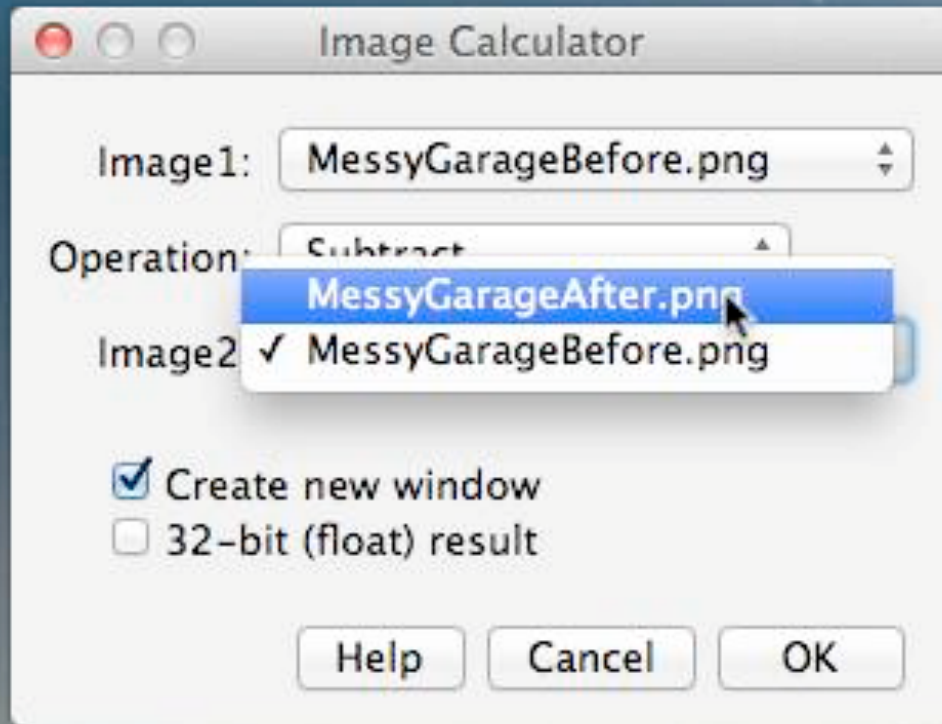 Image Calculator
Image1: MessyGarageBefore.png
Operation: Subtract
MessyGarageAfter.png
Image2 ✓ MessyGarageBefore.png
Create new window
32-bit (float) result
Help Cancel OK